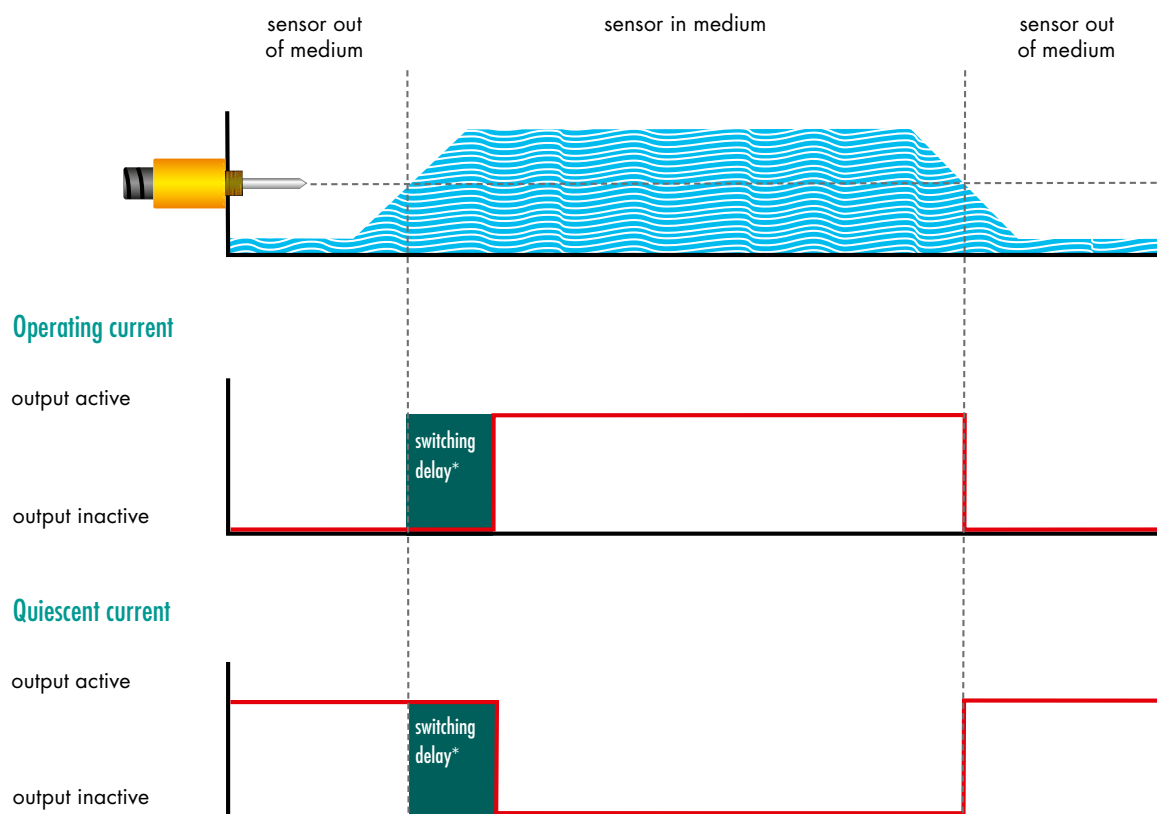 sensor out
of medium
sensor in medium
sensor out
of medium
Operating current
output active
switching
delay*
output inactive
Quiescent current
output active
switching
delay*
output inactive